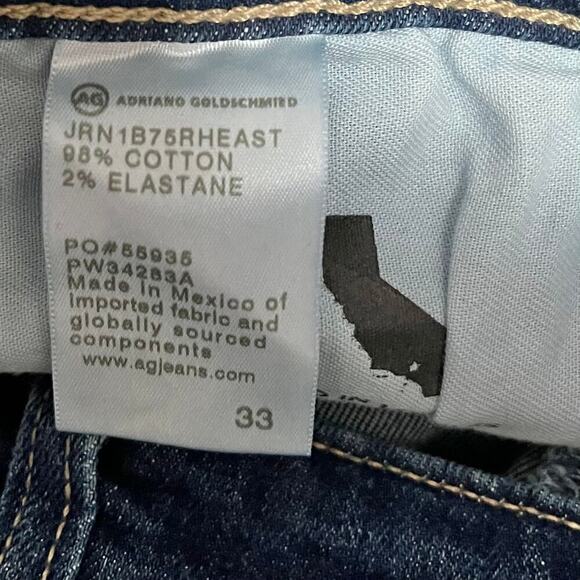 AG ADRIANO GOLDSCHMIED
JRN1B75RHEAST
98% COTTON
2% ELASTANE
PO#55935
PW34283A
Made in Mexico of
imported fabric and
globally sourced
components
www.agjeans.com
33
IN